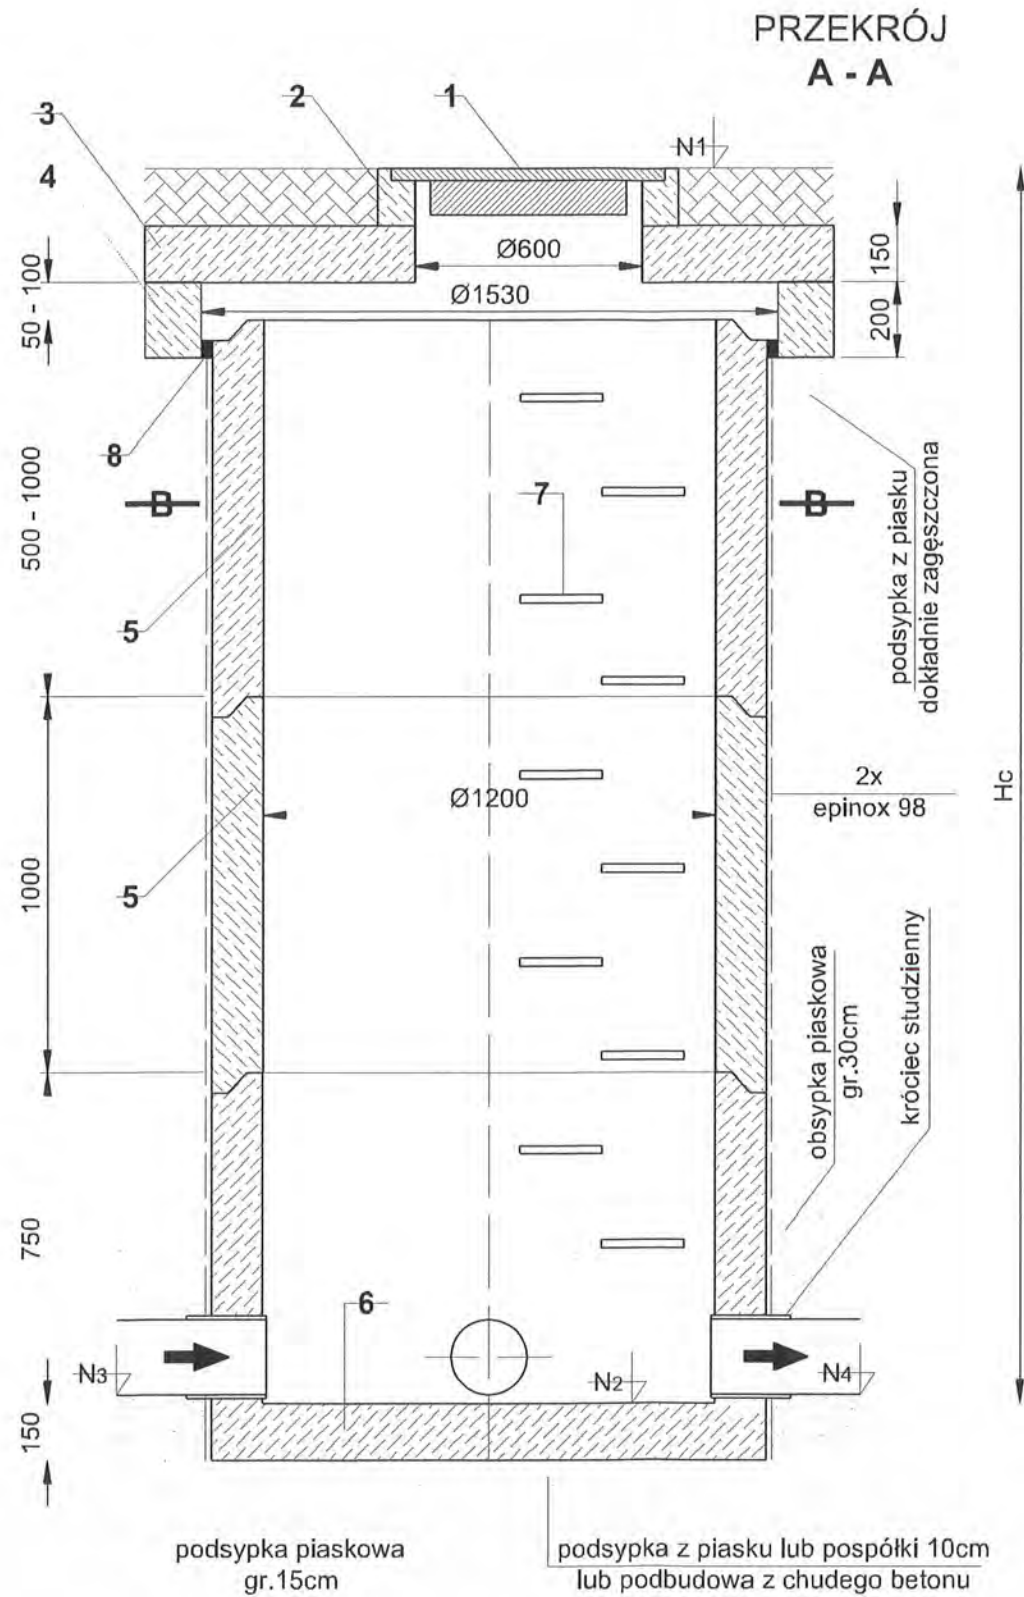 PRZEKRÓJ
A - A
1
2
3
4
N1
Ø600
Ø1530
150
200
50 - 100
8
500 - 1000
B
B
7
5
podsypka z piasku
dokładnie zagęszczona
Hc
2x
epinox 98
Ø1200
1000
5
obsypka piaskowa
gr.30cm
króciec studzienny
750
6
N3
N2
N4
150
podsypka piaskowa
gr.15cm
podsypka z piasku lub pospółki 10cm
lub podbudowa z chudego betonu